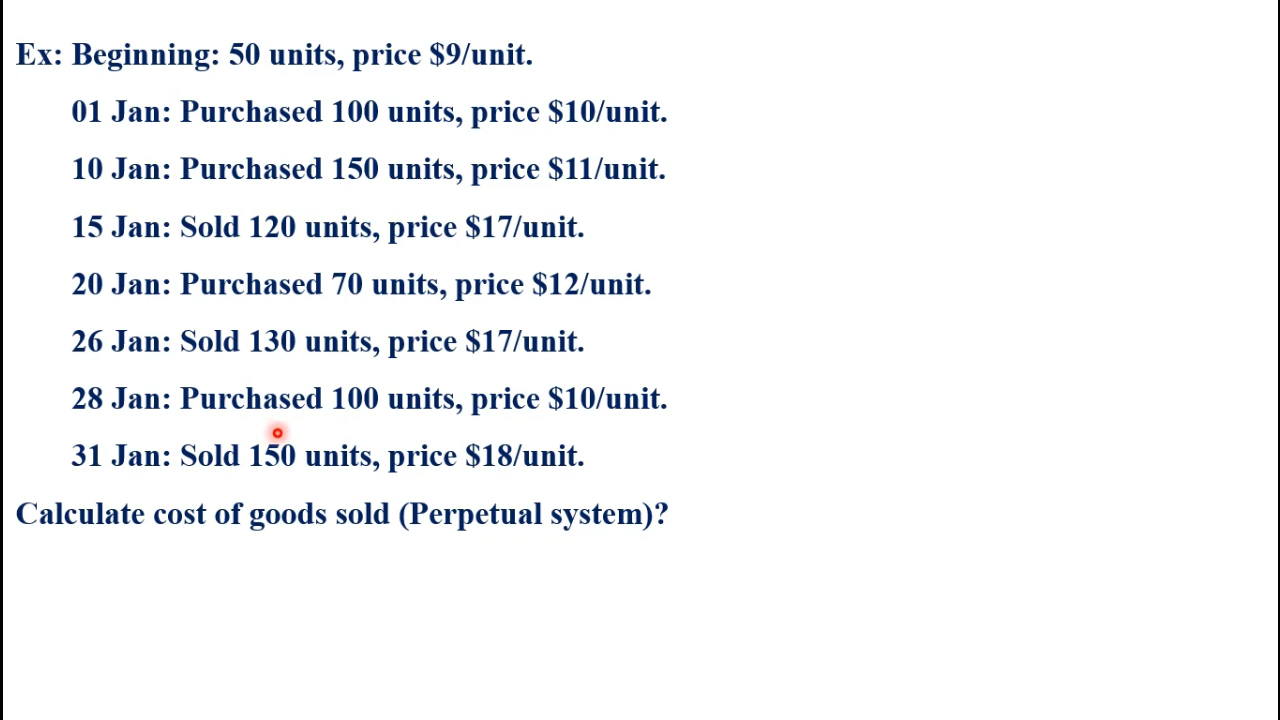 Ex: Beginning: 50 units, price $9/unit.
01 Jan: Purchased 100 units, price $10/unit.
10 Jan: Purchased 150 units, price $11/unit.
15 Jan: Sold 120 units, price $17/unit.
20 Jan: Purchased 70 units, price $12/unit.
26 Jan: Sold 130 units, price $17/unit.
28 Jan: Purchased 100 units, price $10/unit.
31 Jan: Sold 150 units, price $18/unit.
Calculate cost of goods sold (Perpetual system)?